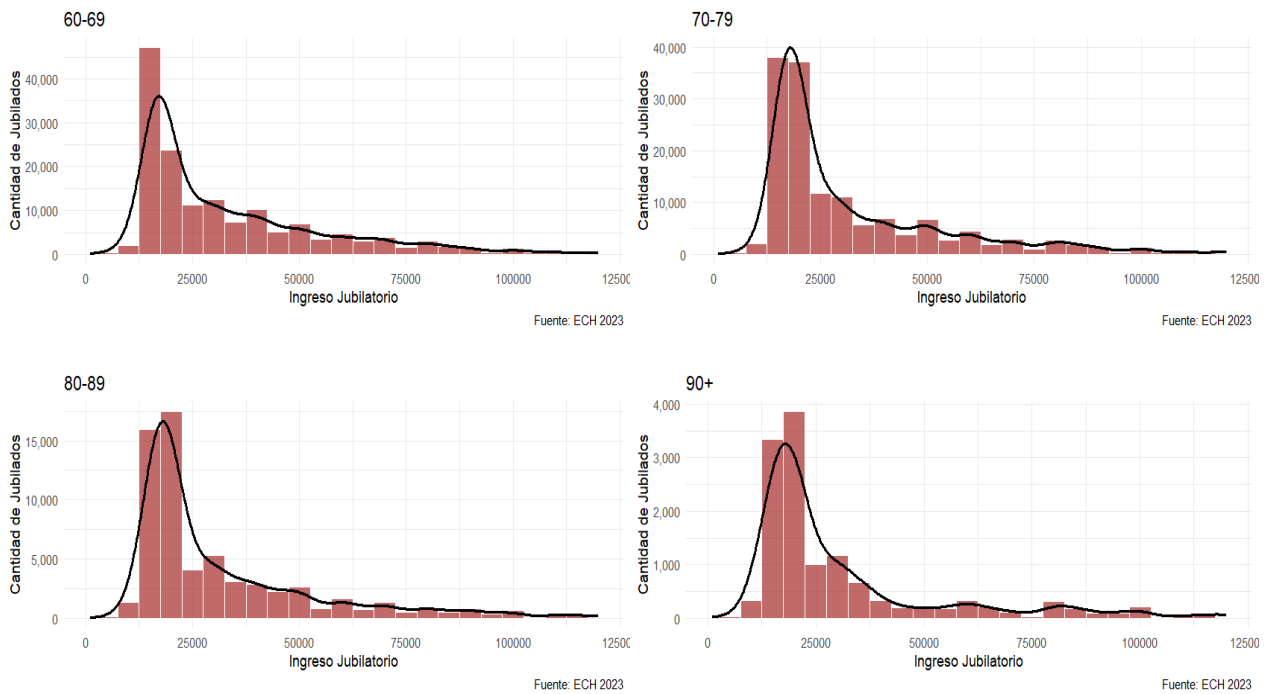 60-69
Cantidad de Jubilados
40,000
30,000
20,000
10,000
0
0 25000 50000 75000 100000 12500
Ingreso Jubilatorio
Fuente: ECH 2023
70-79
Cantidad de Jubilados
40,000
30,000
20,000
10,000
0
0 25000 50000 75000 100000 12500
Ingreso Jubilatorio
Fuente: ECH 2023
80-89
Cantidad de Jubilados
15,000
10,000
5,000
0
0 25000 50000 75000 100000 12500
Ingreso Jubilatorio
Fuente: ECH 2023
90+
Cantidad de Jubilados
4,000
3,000
2,000
1,000
0
0 25000 50000 75000 100000 12500
Ingreso Jubilatorio
Fuente: ECH 2023